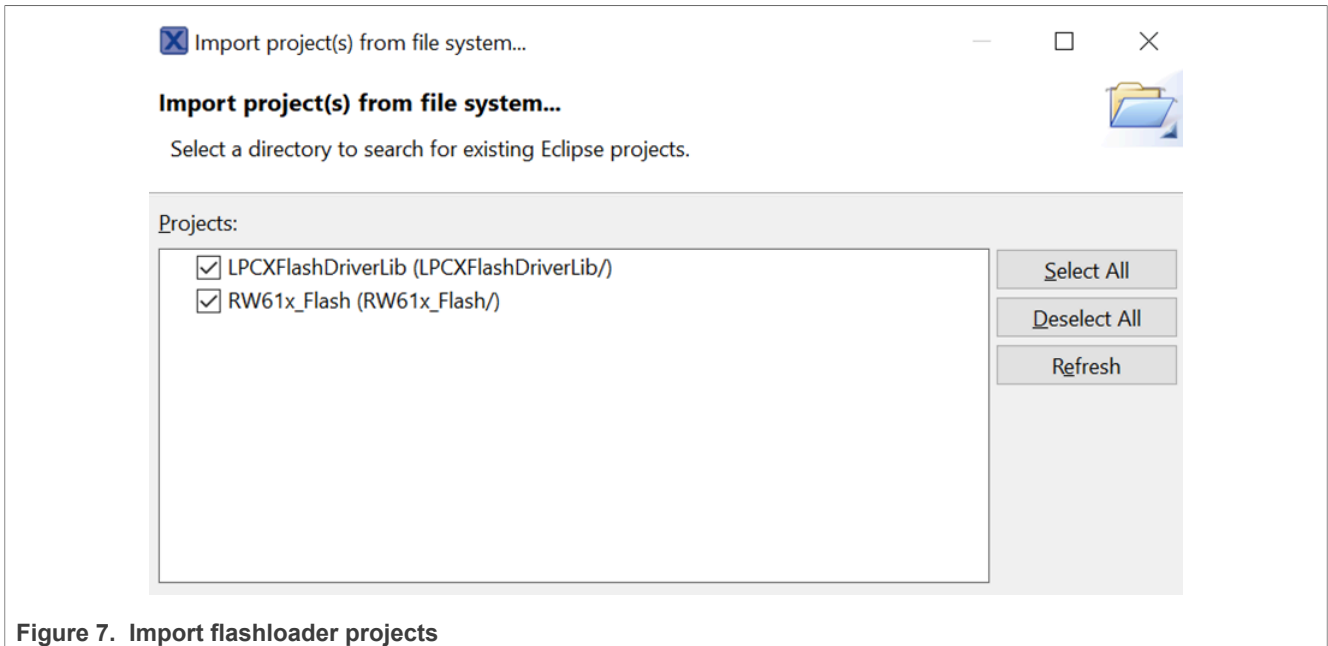 Import project(s) from file system...
Import project(s) from file system...
Select a directory to search for existing Eclipse projects.
Projects:
LPCXFlashDriverLib (LPCXFlashDriverLib/)
RW61x_Flash (RW61x_Flash/)
Select All
Deselect All
Refresh
Figure 7. Import flashloader projects